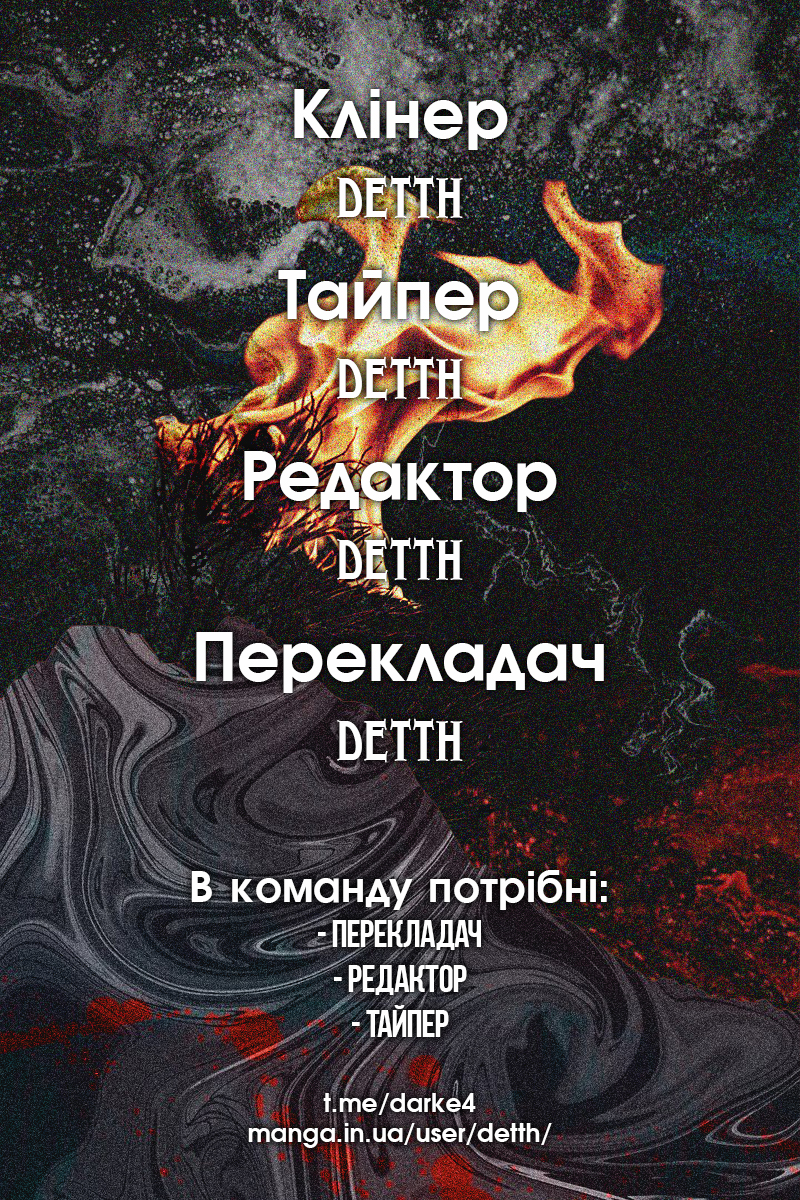 Клінер
DETTH
Тайпер
DETTH
Редактор
DETTH
Перекладач
DETTH
В команду потрібні:
- ПЕРЕКЛАДАЧ
- РЕДАКТОР
- ТАЙПЕР
t.me/darke4
manga.in.ua/user/detth/